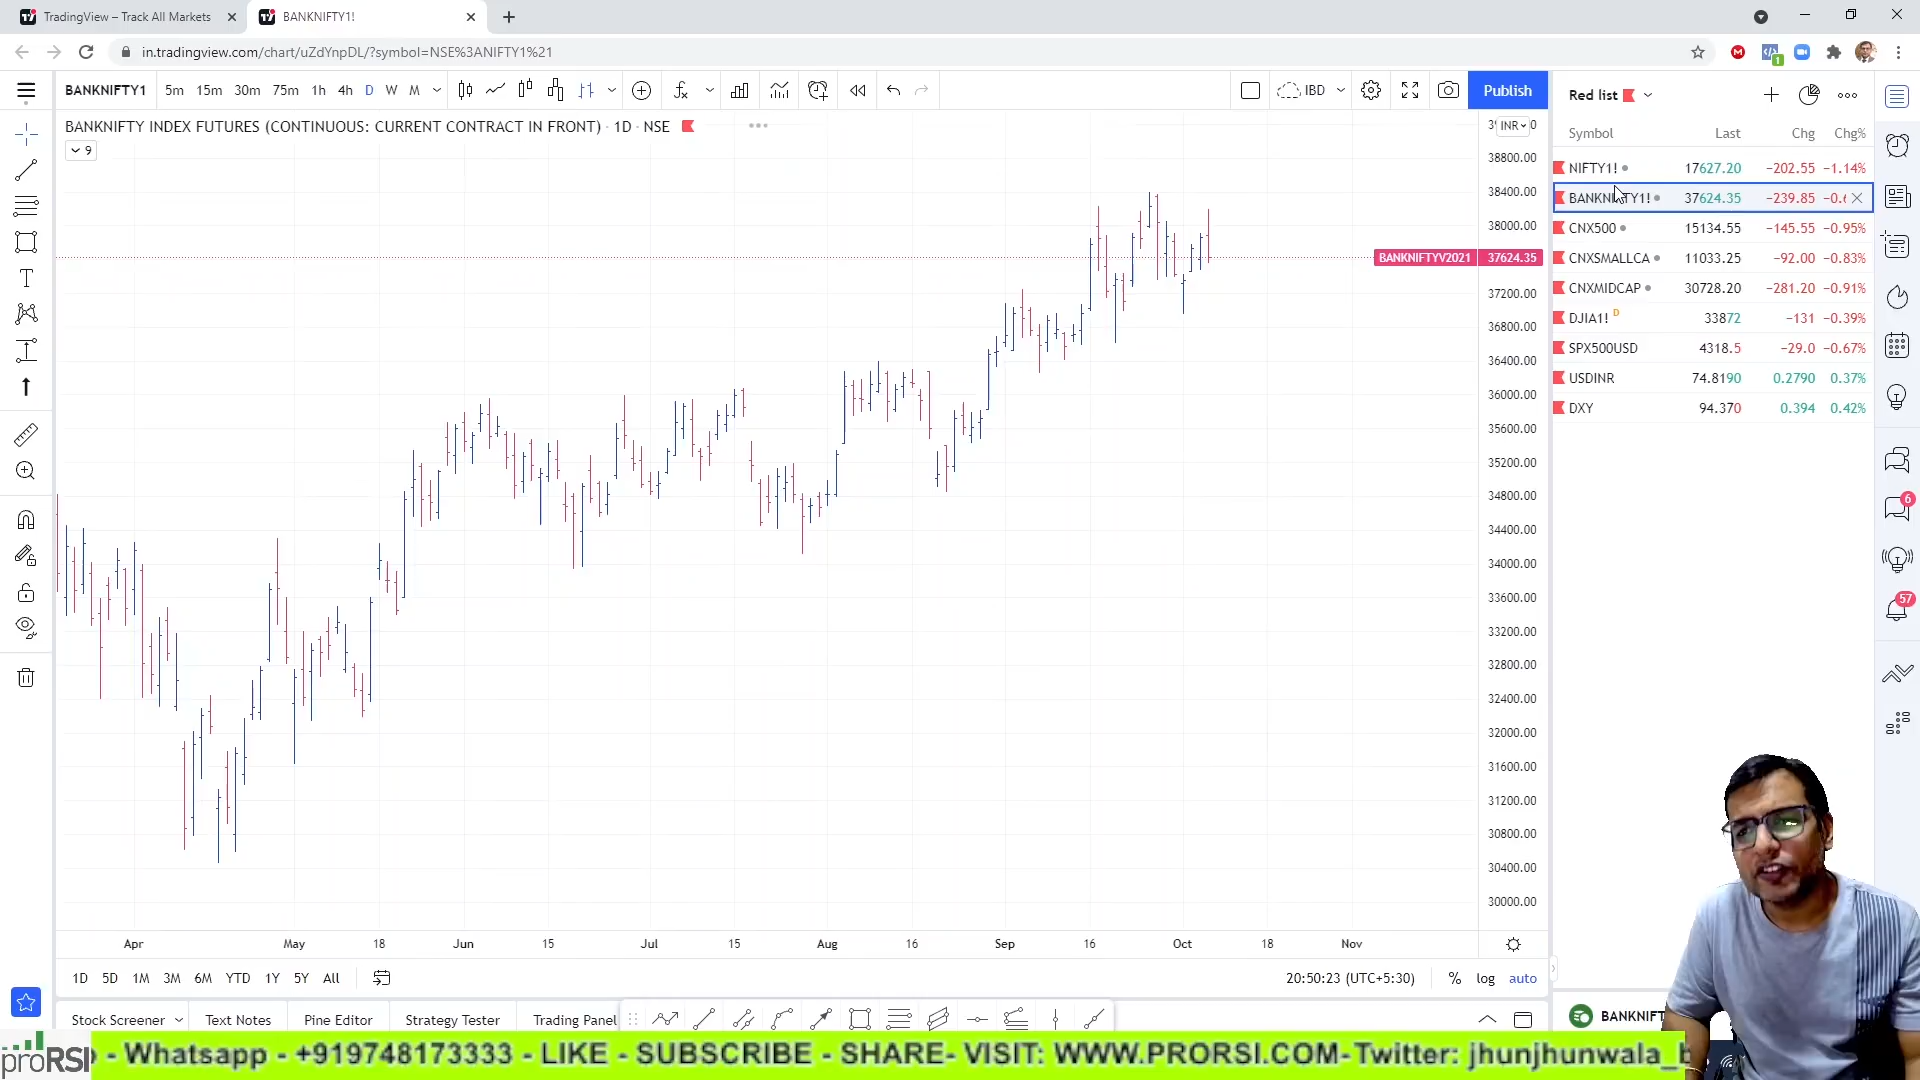 TradingView – Track All Markets
BANKNIFTY1!
in.tradingview.com/chart/uZdYnpDL/?symbol=NSE%3ANIFTY1%21
BANKNIFTY1 5m 15m 30m 75m 1h 4h D W M IBD Publish
Red list
BANKNIFTY INDEX FUTURES (CONTINUOUS: CURRENT CONTRACT IN FRONT) · 1D · NSE
9
INR
Symbol Last Chg Chg%
NIFTY1! 17627.20 −202.55 −1.14%
BANKNIFTY1! 37624.35 −239.85
CNX500 15134.55 −145.55 −0.95%
CNXSMALLCA 11033.25 −92.00 −0.83%
CNXMIDCAP 30728.20 −281.20 −0.91%
DJIA1! D 33872 −131 −0.39%
SPX500USD 4318.5 −29.0 −0.67%
USDINR 74.8190 0.2790 0.37%
DXY 94.370 0.394 0.42%
38800.00
38400.00
38000.00
BANKNIFTYV2021 37624.35
37200.00
36800.00
36400.00
36000.00
35600.00
35200.00
34800.00
34400.00
34000.00
33600.00
33200.00
32800.00
32400.00
32000.00
31600.00
31200.00
30800.00
30400.00
30000.00
6
57
Apr May 18 Jun 15 Jul 15 Aug 16 Sep 16 Oct 18 Nov
1D 5D 1M 3M 6M YTD 1Y 5Y All
20:50:23 (UTC+5:30) % log auto
Stock Screener Text Notes Pine Editor Strategy Tester Trading Panel
BANKNIFT
proRSI
- Whatsapp - +919748173333 - LIKE - SUBSCRIBE - SHARE- VISIT: WWW.PRORSI.COM-Twitter: jhunjhunwala_